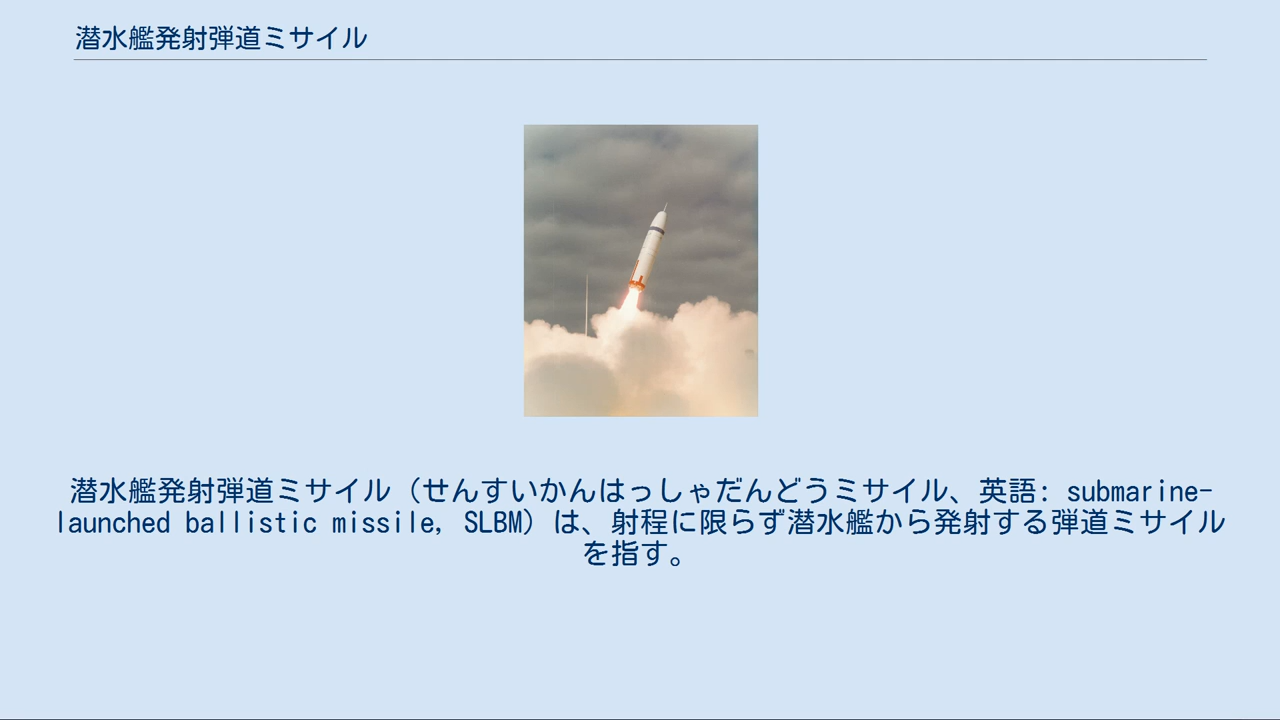 潜水艦発射弾道ミサイル
潜水艦発射弾道ミサイル（せんすいかんはっしゃだんどうミサイル、英語: submarine-
launched ballistic missile, SLBM）は、射程に限らず潜水艦から発射する弾道ミサイル
を指す。